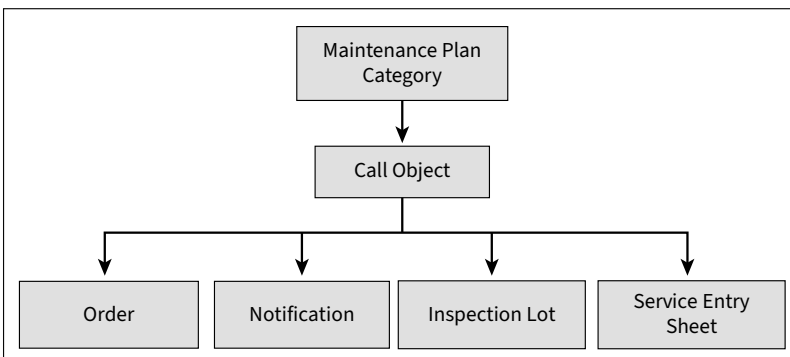 Maintenance Plan
Category
Call Object
Order
Notification
Inspection Lot
Service Entry
Sheet